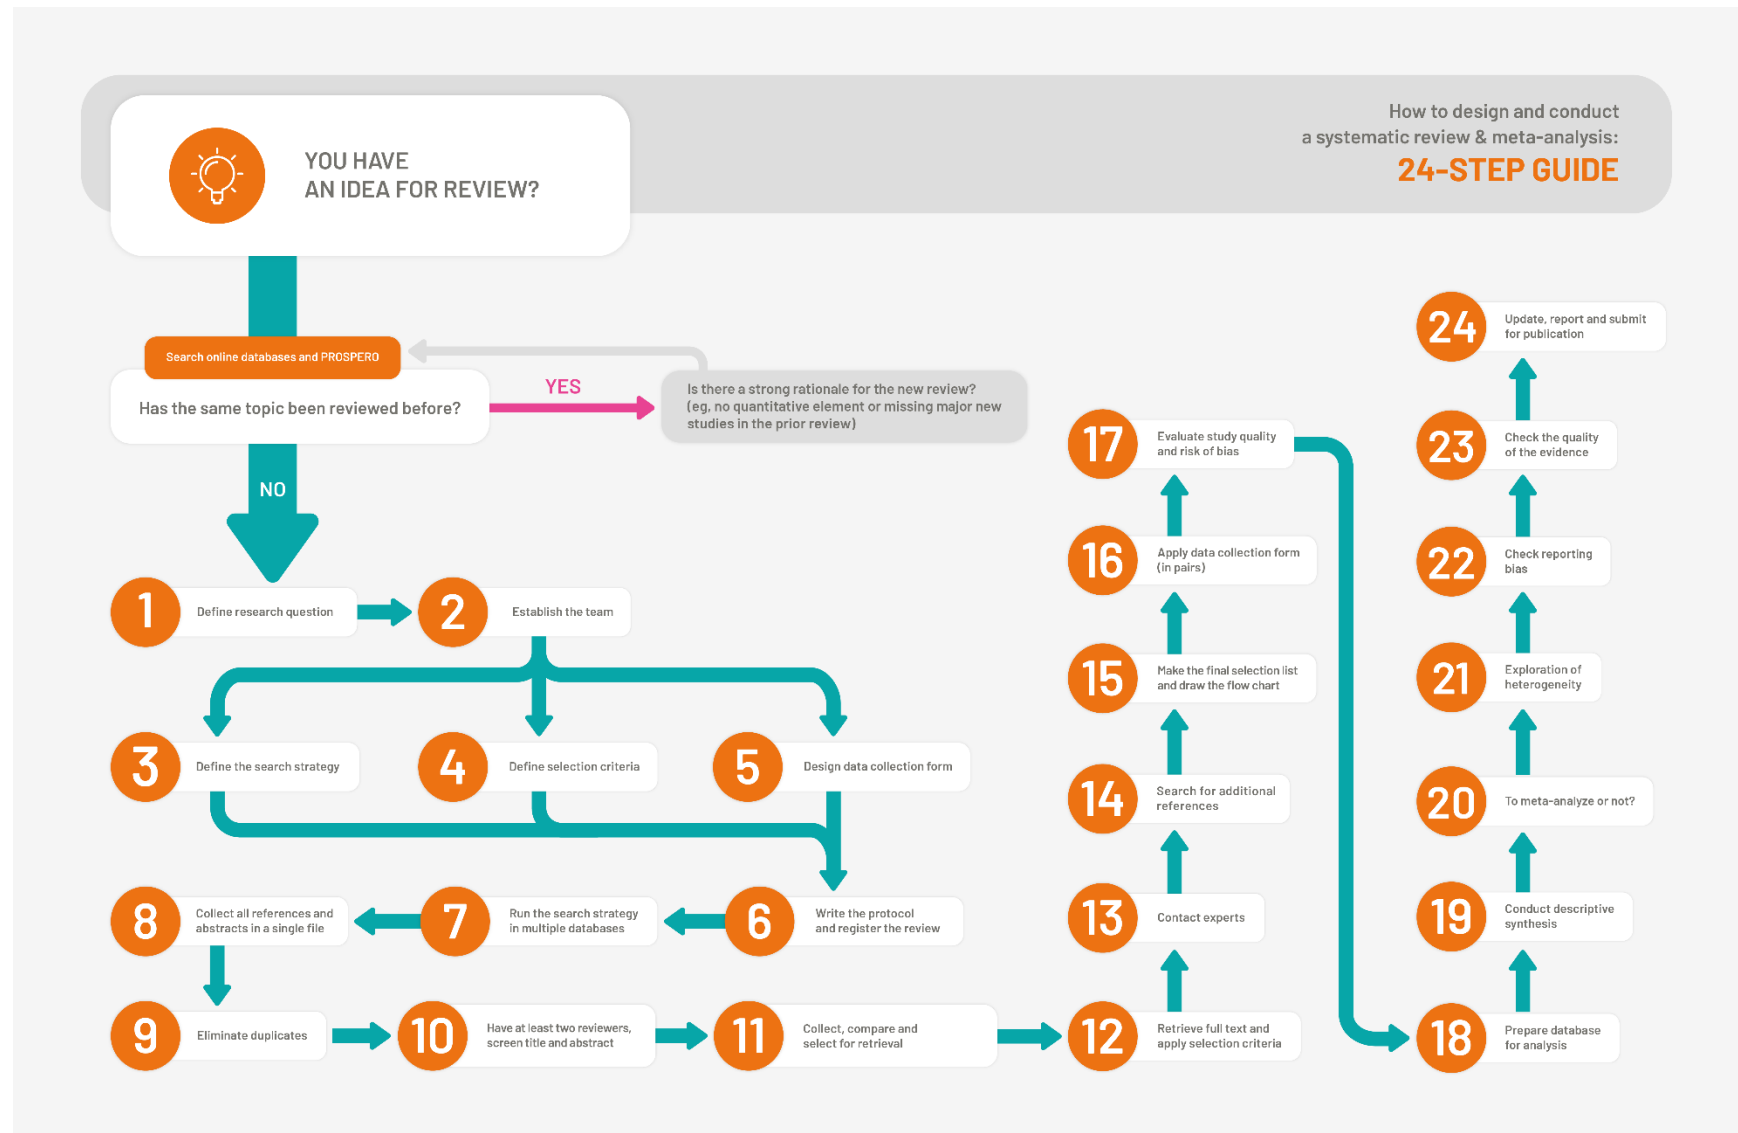 YOU HAVE
AN IDEA FOR REVIEW?
How to design and conduct
a systematic review & meta-analysis:
24-STEP GUIDE
Search online databases and PROSPERO
Has the same topic been reviewed before?
YES
Is there a strong rationale for the new review?
(eg, no quantitative element or missing major new
studies in the prior review)
NO
1
Define research question
2
Establish the team
3
Define the search strategy
4
Define selection criteria
5
Design data collection form
6
Write the protocol
and register the review
7
Run the search strategy
in multiple databases
8
Collect all references and
abstracts in a single file
9
Eliminate duplicates
10
Have at least two reviewers,
screen title and abstract
11
Collect, compare and
select for retrieval
12
Retrieve full text and
apply selection criteria
13
Contact experts
14
Search for additional
references
15
Make the final selection list
and draw the flow chart
16
Apply data collection form
(in pairs)
17
Evaluate study quality
and risk of bias
18
Prepare database
for analysis
19
Conduct descriptive
synthesis
20
To meta-analyze or not?
21
Exploration of
heterogeneity
22
Check reporting
bias
23
Check the quality
of the evidence
24
Update, report and submit
for publication